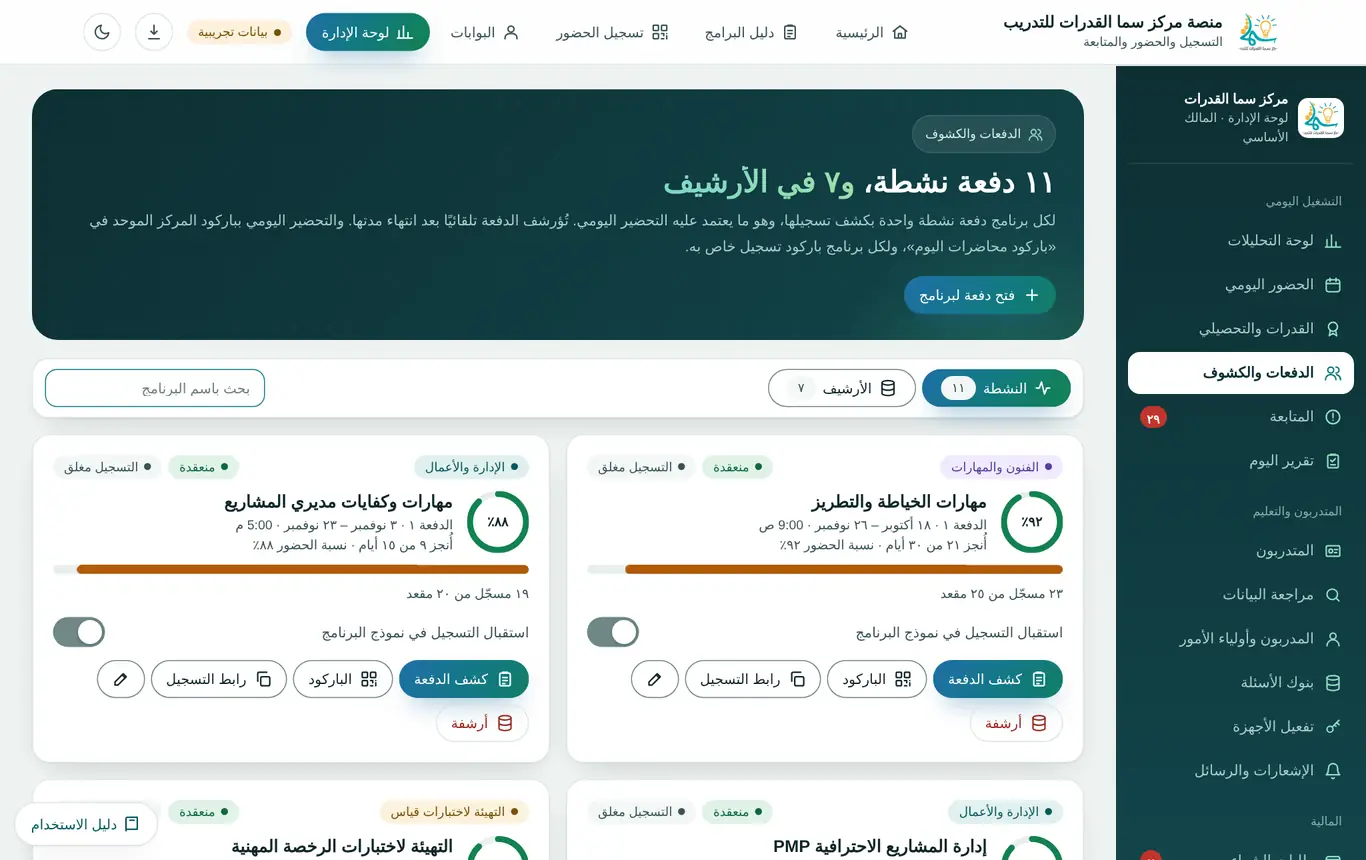 منصة مركز سما القدرات للتدريب
التسجيل والحضور والمتابعة
الرئيسية
دليل البرامج
تسجيل الحضور
البوابات
لوحة الإدارة
بيانات تجريبية
مركز سما القدرات
لوحة الإدارة · المالك
الأساسي
التشغيل اليومي
لوحة التحليلات
الحضور اليومي
القدرات والتحصيلي
الدفعات والكشوف
المتابعة
٢٩
تقرير اليوم
المتدربون والتعليم
المتدربون
مراجعة البيانات
المدربون وأولياء الأمور
بنوك الأسئلة
تفعيل الأجهزة
الإشعارات والرسائل
المالية
الدفعات والكشوف
١١ دفعة نشطة، و٧ في الأرشيف
لكل برنامج دفعة نشطة واحدة بكشف تسجيلها، وهو ما يعتمد عليه التحضير اليومي. تُؤرشف الدفعة تلقائيًا بعد انتهاء مدتها. والتحضير اليومي بباركود المركز الموحد في
«باركود محاضرات اليوم»، ولكل برنامج باركود تسجيل خاص به.
فتح دفعة لبرنامج
النشطة ١١
الأرشيف ٧
بحث باسم البرنامج
الفنون والمهارات
منعقدة
التسجيل مغلق
٩٢٪
مهارات الخياطة والتطريز
الدفعة ١ · ١٨ أكتوبر – ٢٦ نوفمبر · 9:00 ص
أُنجز ٢١ من ٣٠ أيام · نسبة الحضور ٩٢٪
٢٣ مسجّل من ٢٥ مقعد
استقبال التسجيل في نموذج البرنامج
كشف الدفعة
الباركود
رابط التسجيل
أرشفة
الإدارة والأعمال
منعقدة
التسجيل مغلق
٨٨٪
مهارات وكفايات مديري المشاريع
الدفعة ١ · ٣ نوفمبر – ٢٣ نوفمبر · 5:00 م
أُنجز ٩ من ١٥ أيام · نسبة الحضور ٨٨٪
١٩ مسجّل من ٢٠ مقعد
استقبال التسجيل في نموذج البرنامج
كشف الدفعة
الباركود
رابط التسجيل
أرشفة
الإدارة والأعمال
منعقدة
التسجيل مغلق
إدارة المشاريع الاحترافية PMP
التهيئة لاختبارات قياس
منعقدة
التهيئة لاختبارات الرخصة المهنية
دليل الاستخدام